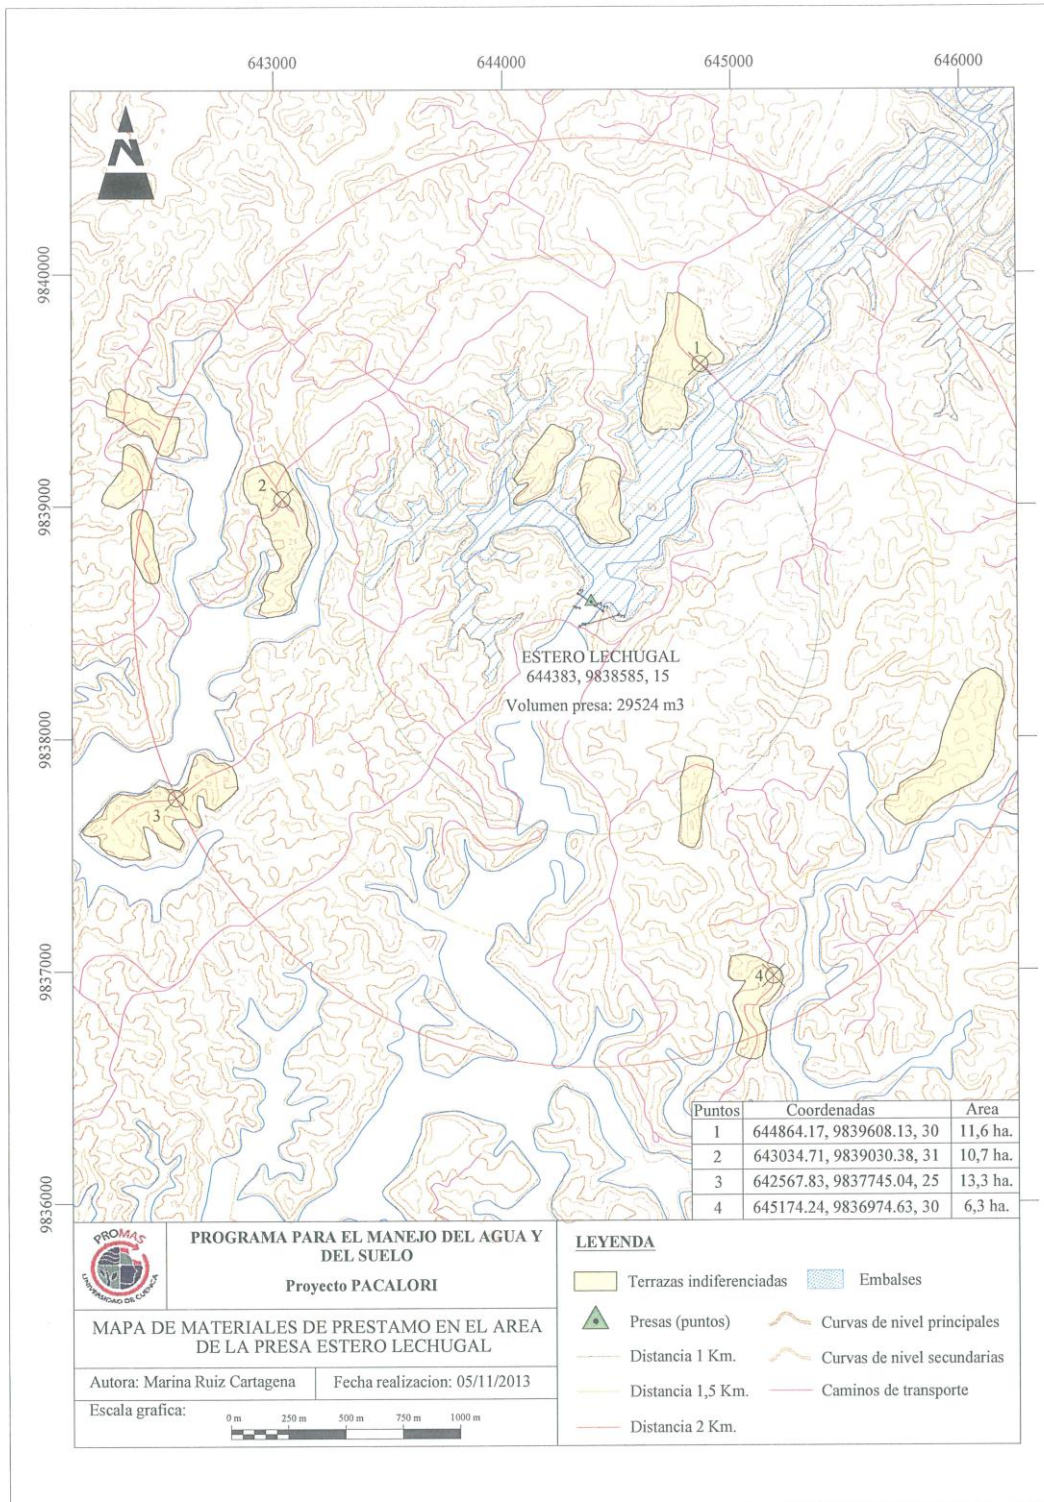 643000 644000 645000 646000
9840000
9839000
9838000
9837000
9836000
N
1
2
3
4
ESTERO LECHUGAL
644383, 9838585, 15
Volumen presa: 29524 m3
Puntos Coordenadas Area
1 644864.17, 9839608.13, 30 11,6 ha.
2 643034.71, 9839030.38, 31 10,7 ha.
3 642567.83, 9837745.04, 25 13,3 ha.
4 645174.24, 9836974.63, 30 6,3 ha.
PROMAS
UNIVERSIDAD DE CUENCA
PROGRAMA PARA EL MANEJO DEL AGUA Y
DEL SUELO
Proyecto PACALORI
MAPA DE MATERIALES DE PRESTAMO EN EL AREA
DE LA PRESA ESTERO LECHUGAL
Autora: Marina Ruiz Cartagena
Fecha realizacion: 05/11/2013
Escala grafica:
0 m 250 m 500 m 750 m 1000 m
LEYENDA
Terrazas indiferenciadas
Embalses
Presas (puntos)
Curvas de nivel principales
Distancia 1 Km.
Curvas de nivel secundarias
Distancia 1,5 Km.
Caminos de transporte
Distancia 2 Km.